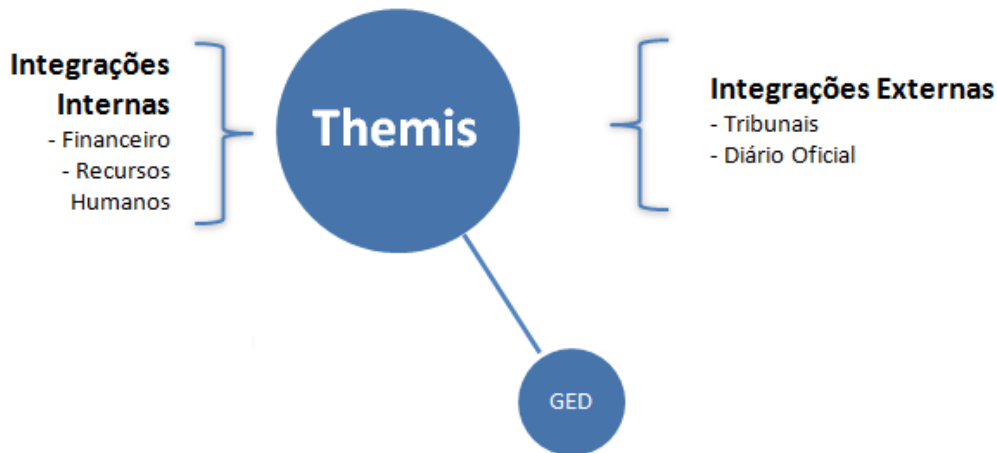 Integrações
Internas
- Financeiro
- Recursos
Humanos
Themis
Integrações Externas
- Tribunais
- Diário Oficial
GED